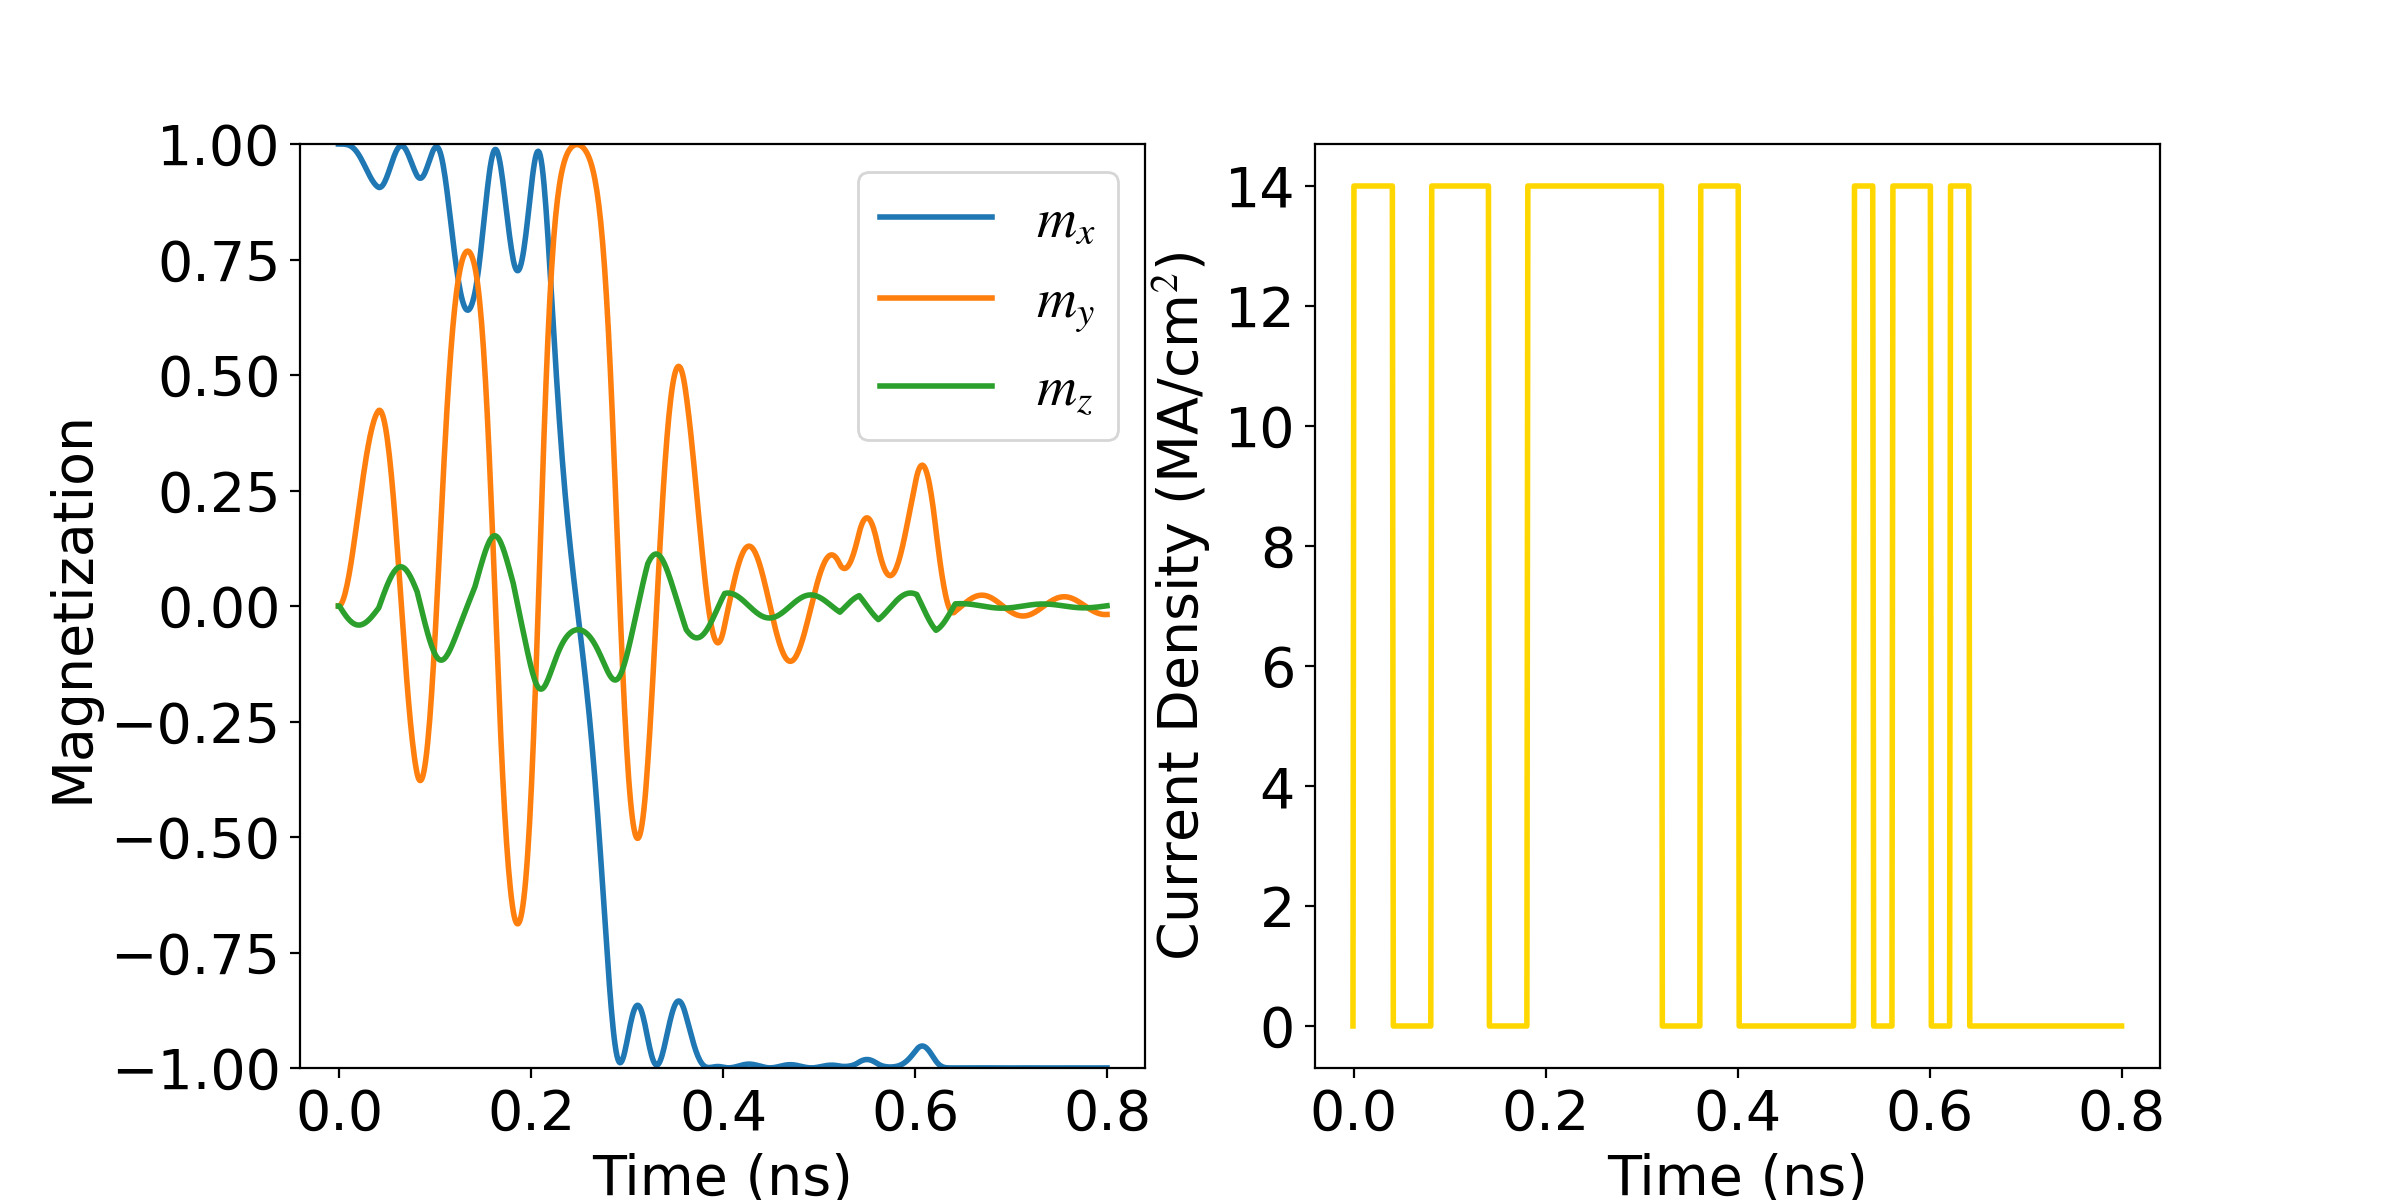 1.00
0.75
0.50
0.25
0.00
−0.25
−0.50
−0.75
−1.00
Magnetization
0.0 0.2 0.4 0.6 0.8
Time (ns)
m_x
m_y
m_z
14
12
10
8
6
4
2
0
Current Density (MA/cm²)
0.0 0.2 0.4 0.6 0.8
Time (ns)